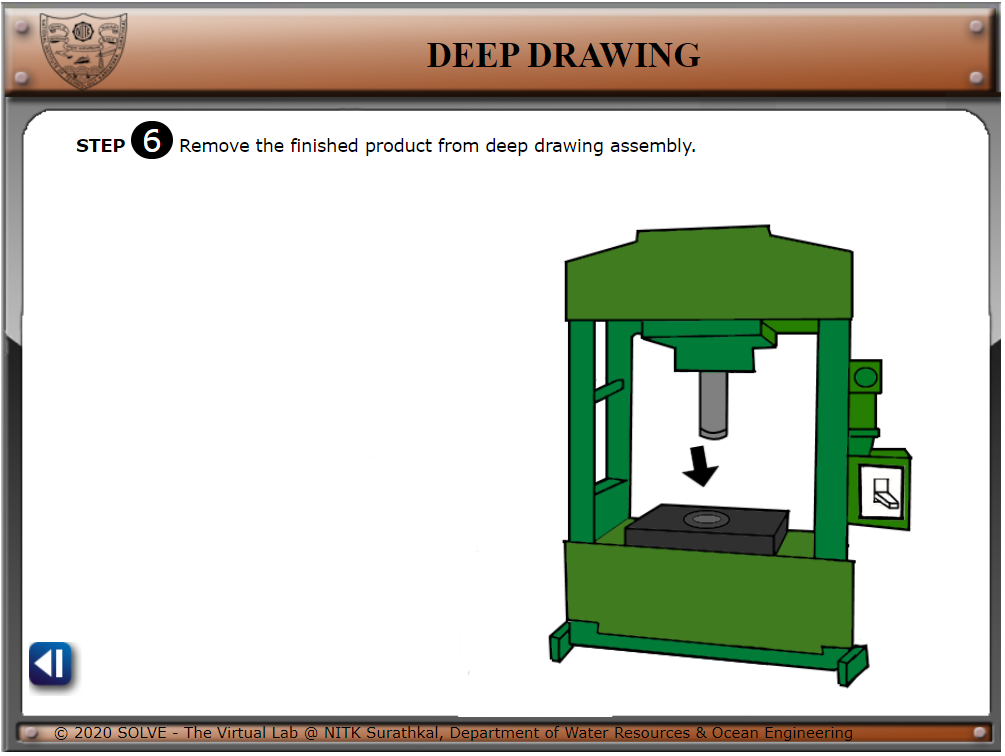 DEEP DRAWING
STEP 6 Remove the finished product from deep drawing assembly.
© 2020 SOLVE - The Virtual Lab @ NITK Surathkal, Department of Water Resources & Ocean Engineering